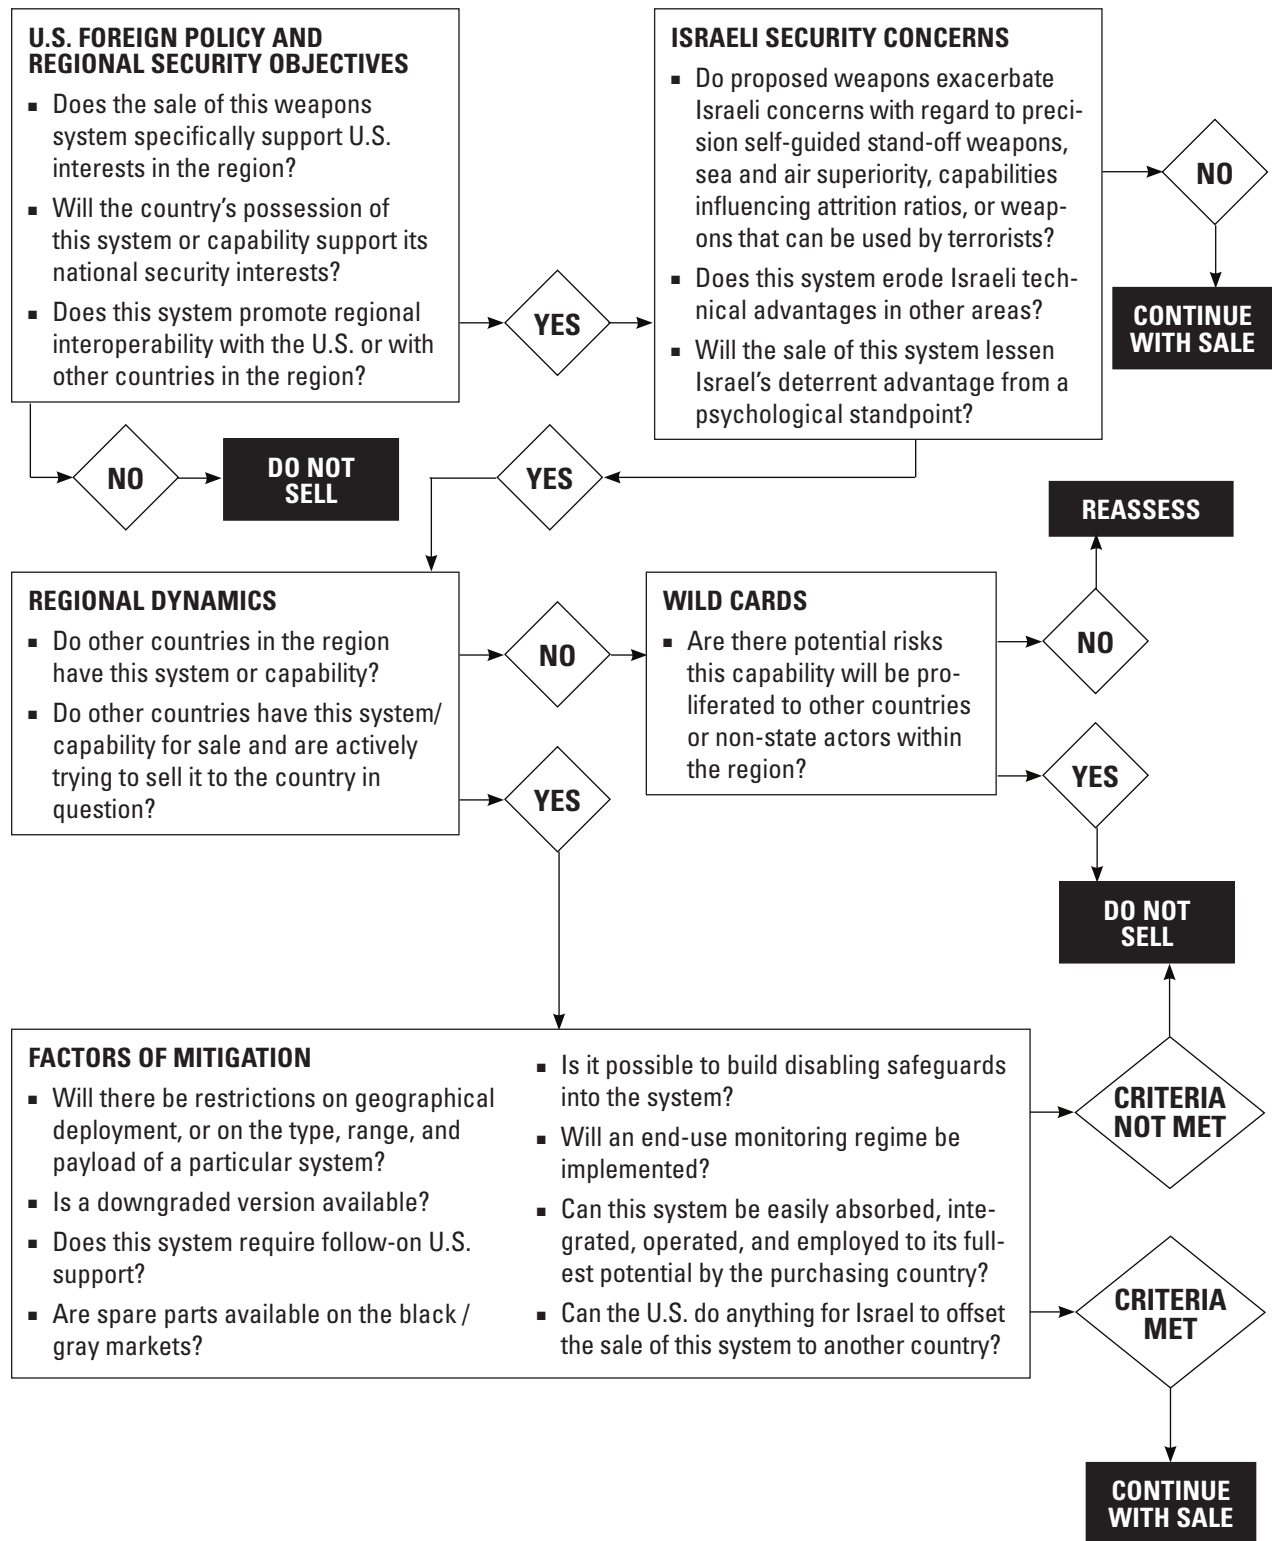 U.S. FOREIGN POLICY AND
REGIONAL SECURITY OBJECTIVES
▪ Does the sale of this weapons
system specifically support U.S.
interests in the region?
▪ Will the country's possession of
this system or capability support its
national security interests?
▪ Does this system promote regional
interoperability with the U.S. or with
other countries in the region?
YES
ISRAELI SECURITY CONCERNS
▪ Do proposed weapons exacerbate
Israeli concerns with regard to preci-
sion self-guided stand-off weapons,
sea and air superiority, capabilities
influencing attrition ratios, or weap-
ons that can be used by terrorists?
▪ Does this system erode Israeli tech-
nical advantages in other areas?
▪ Will the sale of this system lessen
Israel's deterrent advantage from a
psychological standpoint?
NO
CONTINUE
WITH SALE
NO
DO NOT
SELL
YES
REASSESS
REGIONAL DYNAMICS
▪ Do other countries in the region
have this system or capability?
▪ Do other countries have this system/
capability for sale and are actively
trying to sell it to the country in
question?
NO
YES
WILD CARDS
▪ Are there potential risks
this capability will be pro-
liferated to other countries
or non-state actors within
the region?
NO
YES
DO NOT
SELL
FACTORS OF MITIGATION
▪ Will there be restrictions on geographical
deployment, or on the type, range, and
payload of a particular system?
▪ Is a downgraded version available?
▪ Does this system require follow-on U.S.
support?
▪ Are spare parts available on the black /
gray markets?
▪ Is it possible to build disabling safeguards
into the system?
▪ Will an end-use monitoring regime be
implemented?
▪ Can this system be easily absorbed, inte-
grated, operated, and employed to its full-
est potential by the purchasing country?
▪ Can the U.S. do anything for Israel to offset
the sale of this system to another country?
CRITERIA
NOT MET
CRITERIA
MET
CONTINUE
WITH SALE